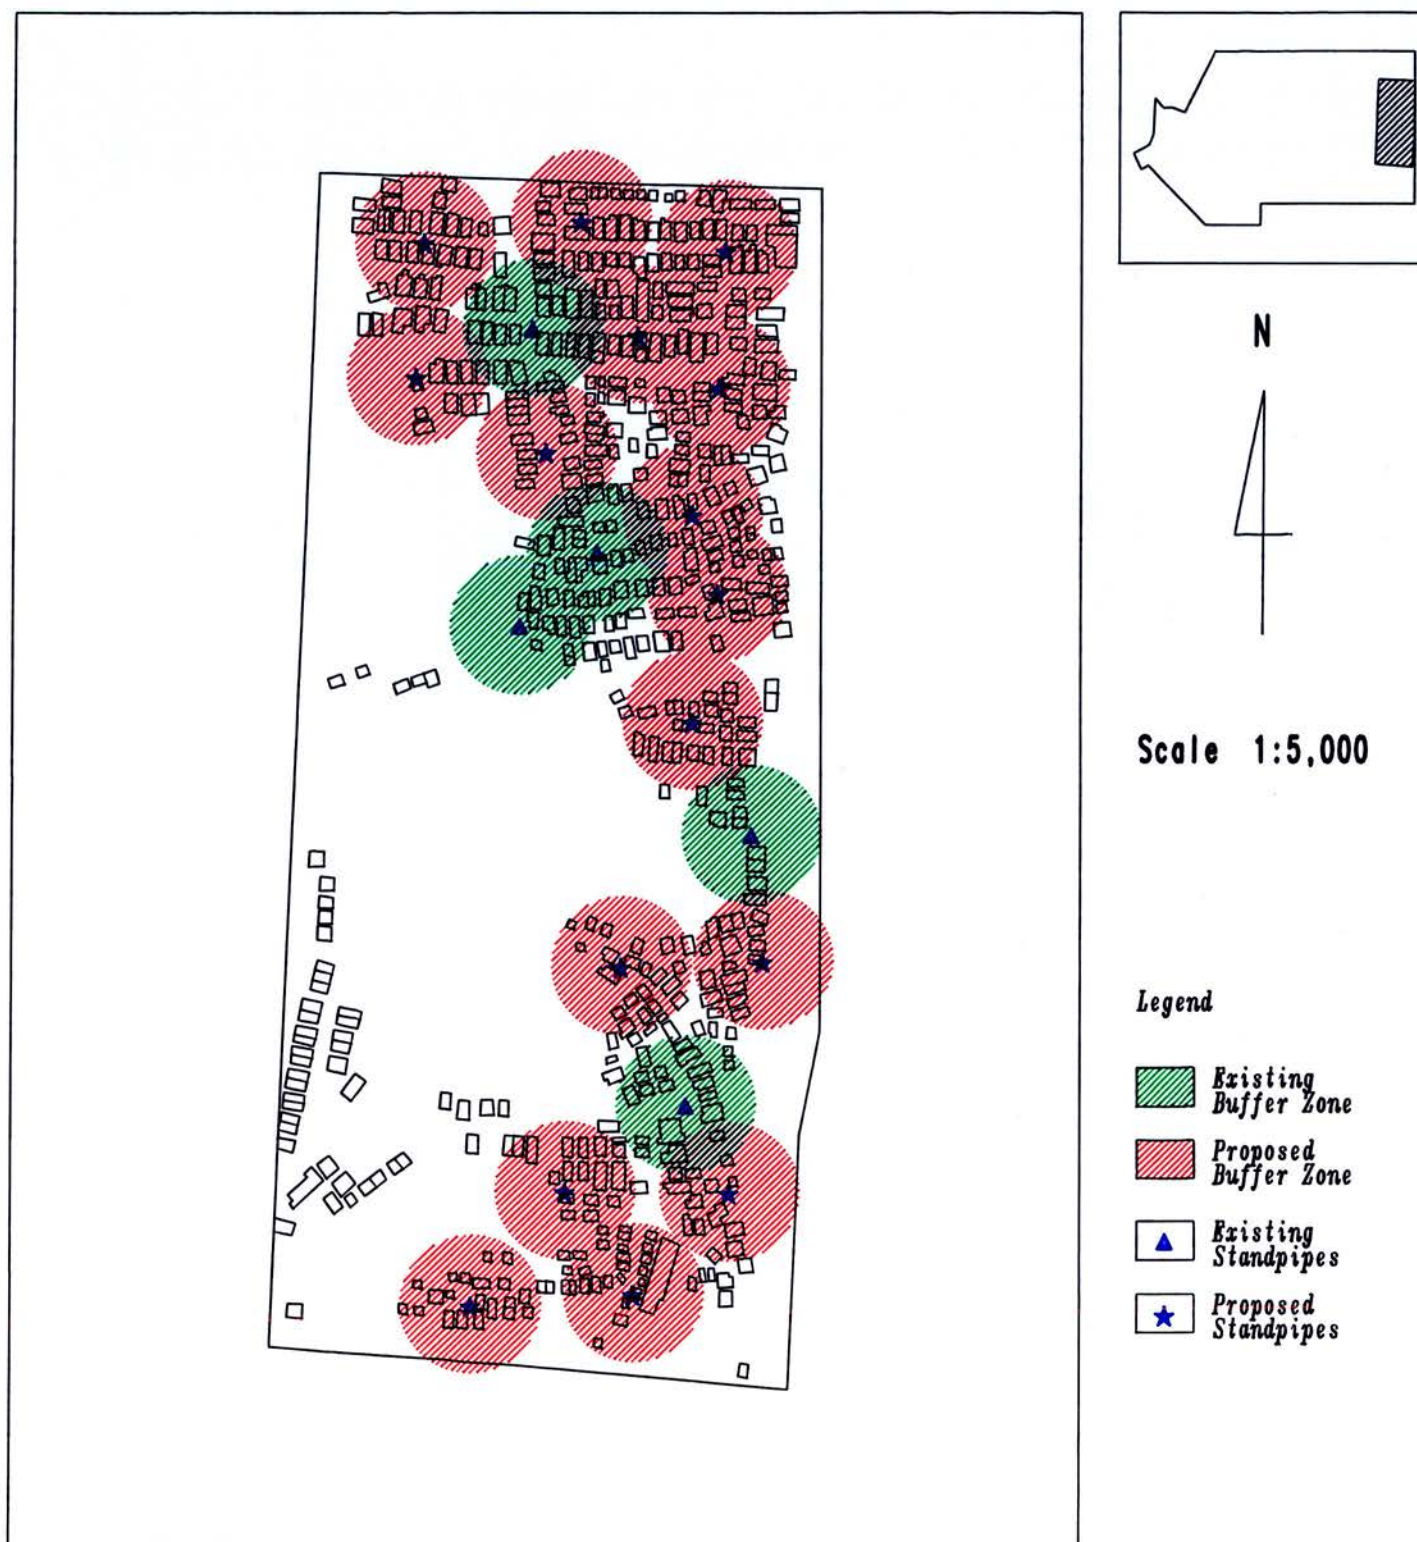 N
Scale 1:5,000
Legend
Existing
Buffer Zone
Proposed
Buffer Zone
Existing
Standpipes
Proposed
Standpipes